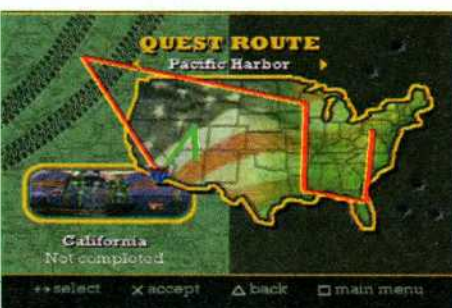 QUEST ROUTE
Pacific Harbor
California
Not completed
↔ select × accept △ back □ main menu